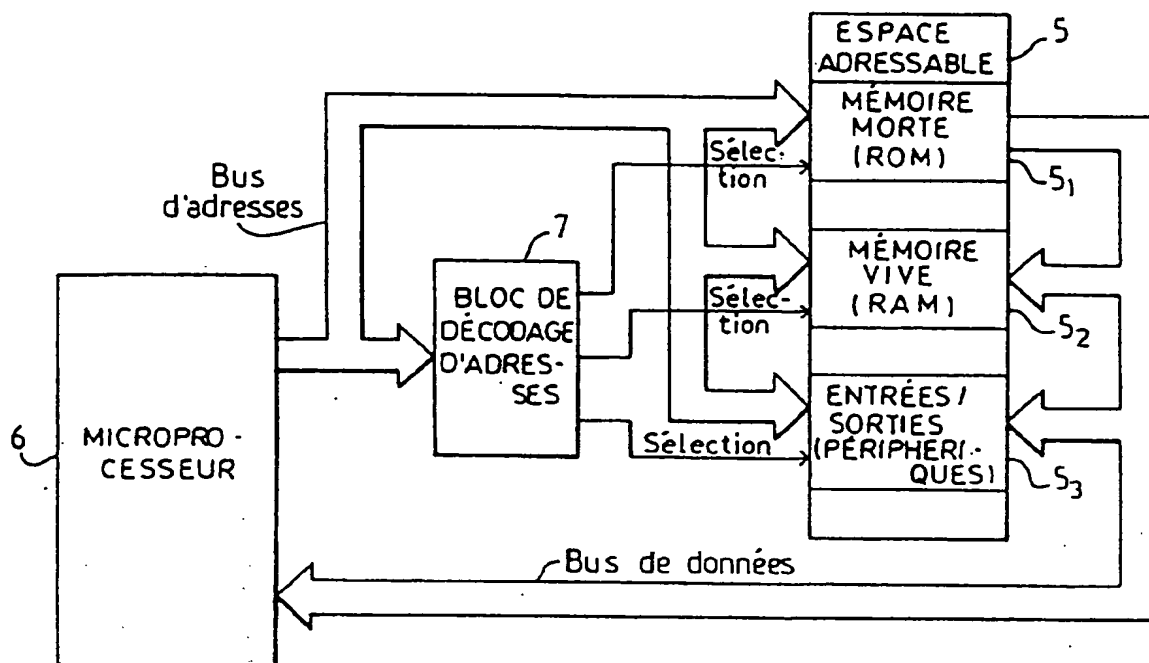 ESPACE
ADRESSABLE
5
MÉMOIRE
MORTE
(ROM)
5₁
Sélec-
tion
Bus
d'adresses
7
MÉMOIRE
VIVE
(RAM)
5₂
BLOC DE
DÉCODAGE
D'ADRES-
SES
Sélec-
tion
6
MICROPRO-
CESSEUR
ENTRÉES/
SORTIES
(PÉRIPHÉRI-
QUES)
5₃
Sélection
Bus de données